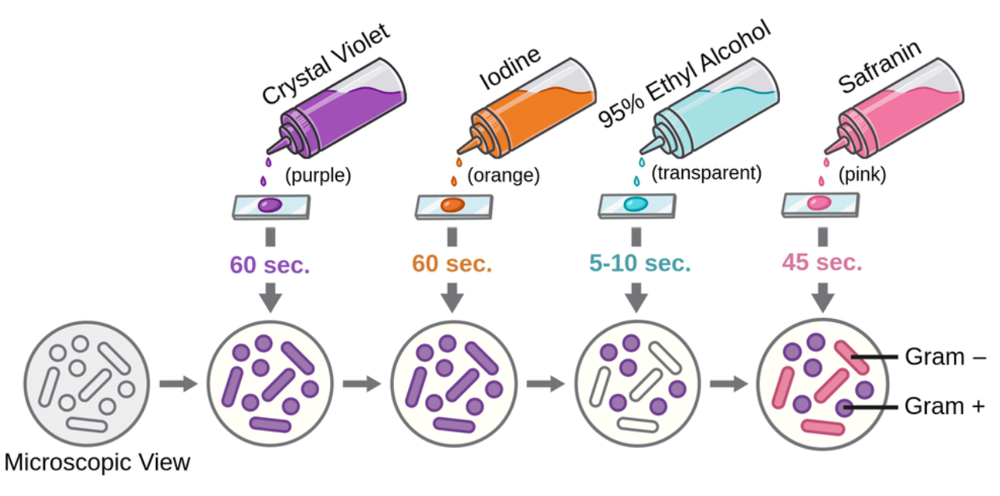 Crystal Violet
Iodine
95% Ethyl Alcohol
Safranin
(purple)
(orange)
(transparent)
(pink)
60 sec.
60 sec.
5-10 sec.
45 sec.
Gram –
Gram +
Microscopic View